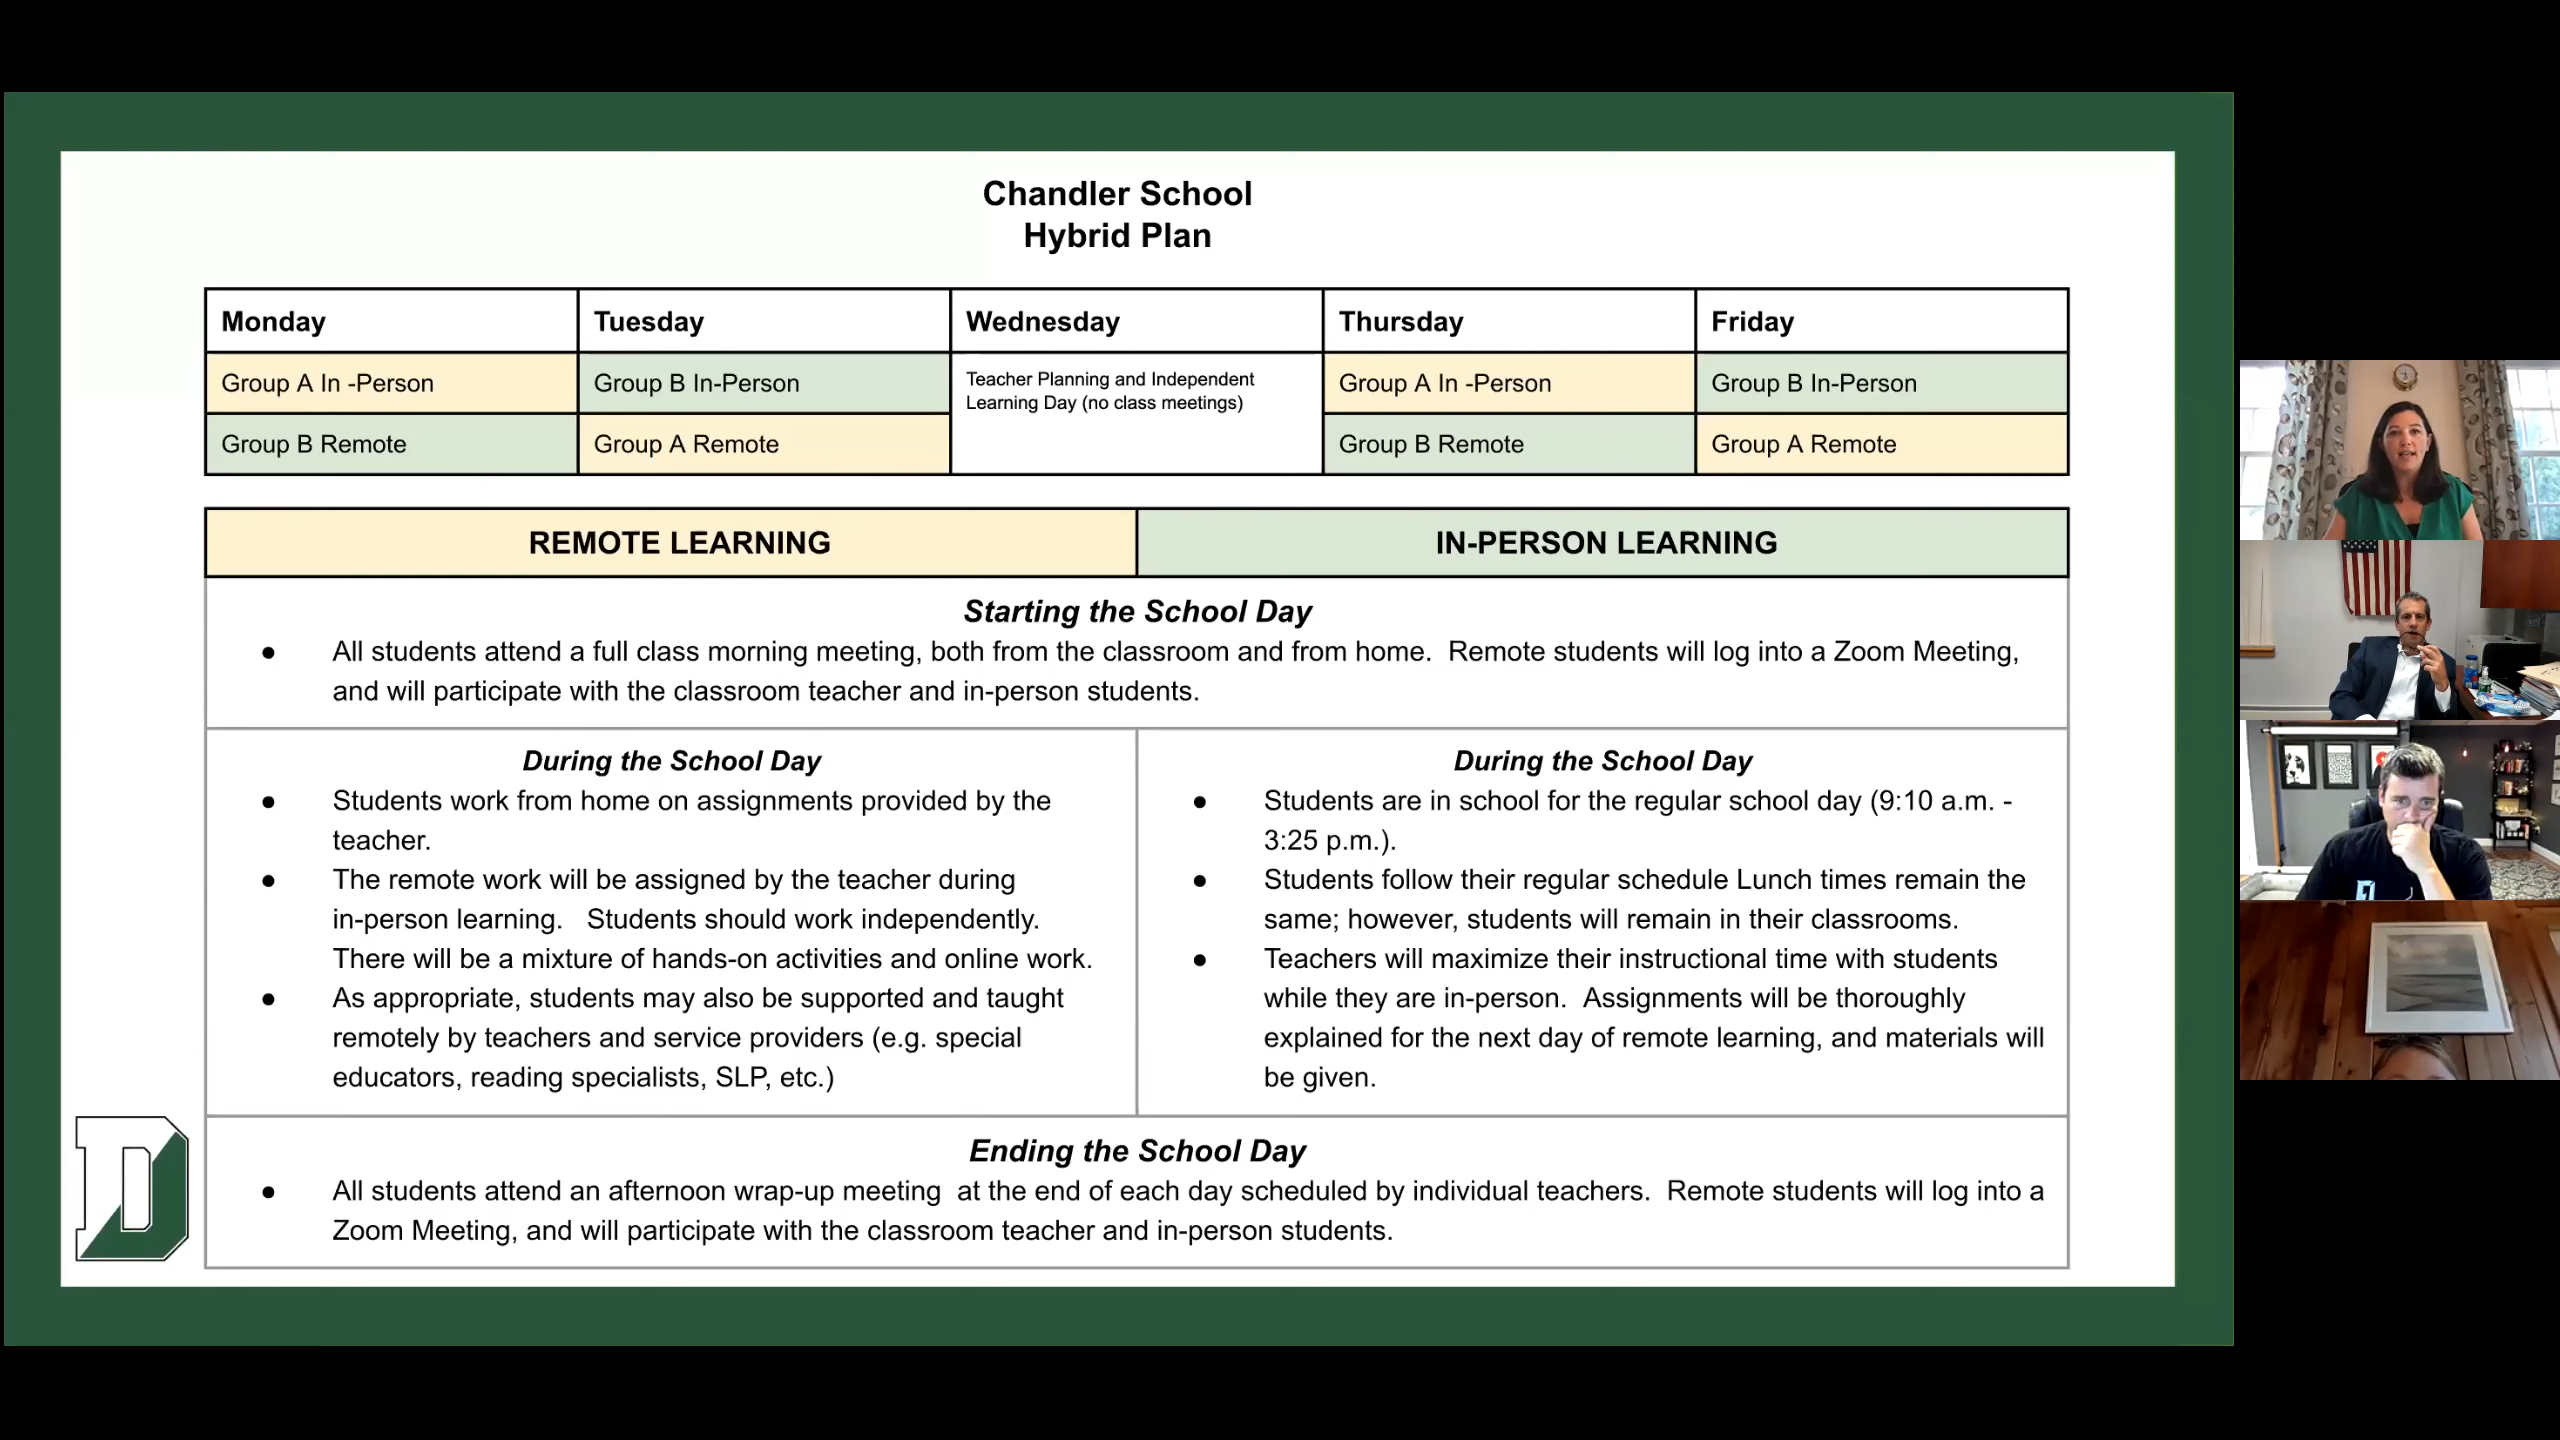 Chandler School
Hybrid Plan
Monday
Tuesday
Wednesday
Thursday
Friday
Group A In -Person
Group B In-Person
Teacher Planning and Independent
Learning Day (no class meetings)
Group A In -Person
Group B In-Person
Group B Remote
Group A Remote
Group B Remote
Group A Remote
REMOTE LEARNING
IN-PERSON LEARNING
Starting the School Day
● All students attend a full class morning meeting, both from the classroom and from home.  Remote students will log into a Zoom Meeting,
and will participate with the classroom teacher and in-person students.
During the School Day
● Students work from home on assignments provided by the
teacher.
● The remote work will be assigned by the teacher during
in-person learning.   Students should work independently.
There will be a mixture of hands-on activities and online work.
● As appropriate, students may also be supported and taught
remotely by teachers and service providers (e.g. special
educators, reading specialists, SLP, etc.)
During the School Day
● Students are in school for the regular school day (9:10 a.m. -
3:25 p.m.).
● Students follow their regular schedule Lunch times remain the
same; however, students will remain in their classrooms.
● Teachers will maximize their instructional time with students
while they are in-person.  Assignments will be thoroughly
explained for the next day of remote learning, and materials will
be given.
Ending the School Day
● All students attend an afternoon wrap-up meeting  at the end of each day scheduled by individual teachers.  Remote students will log into a
Zoom Meeting, and will participate with the classroom teacher and in-person students.
D